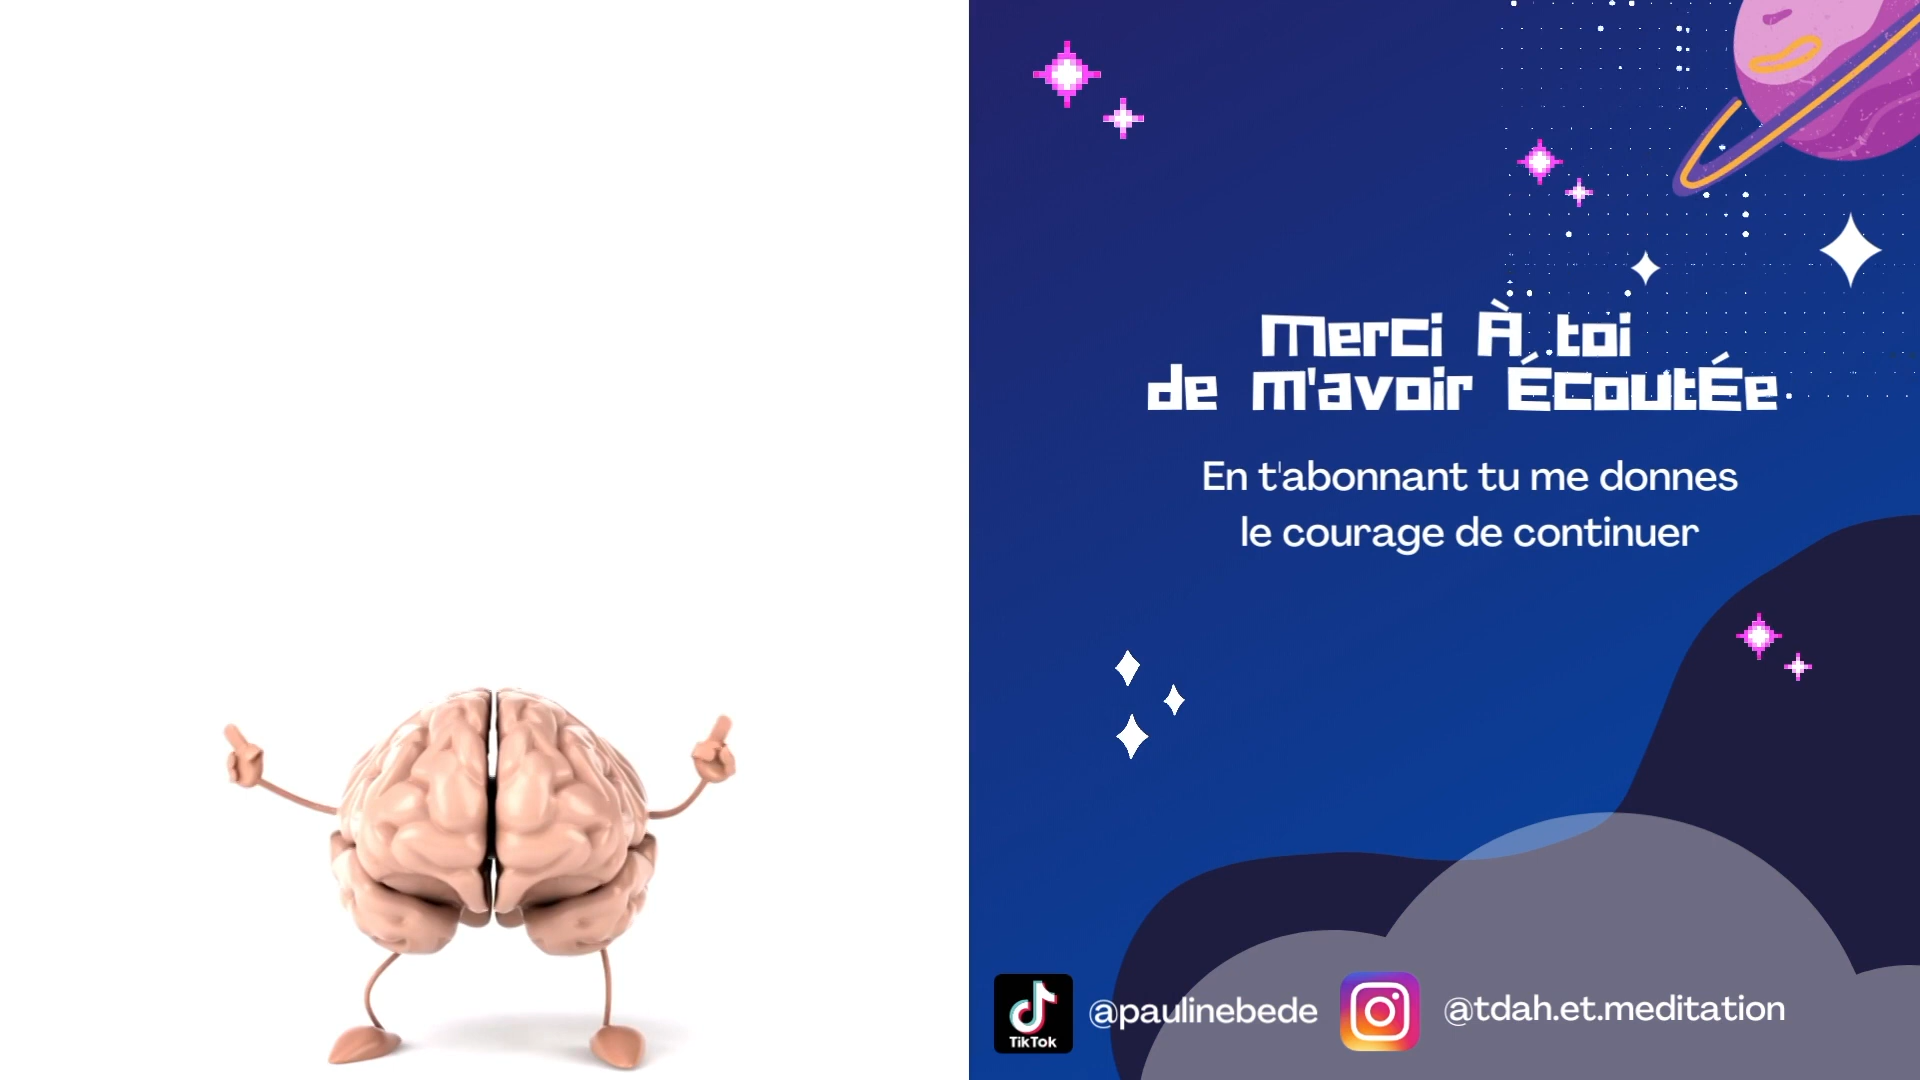 Merci À toi
de m'avoir ÉcoutÉe
En t'abonnant tu me donnes
le courage de continuer
TikTok
@paulinebede
@tdah.et.meditation